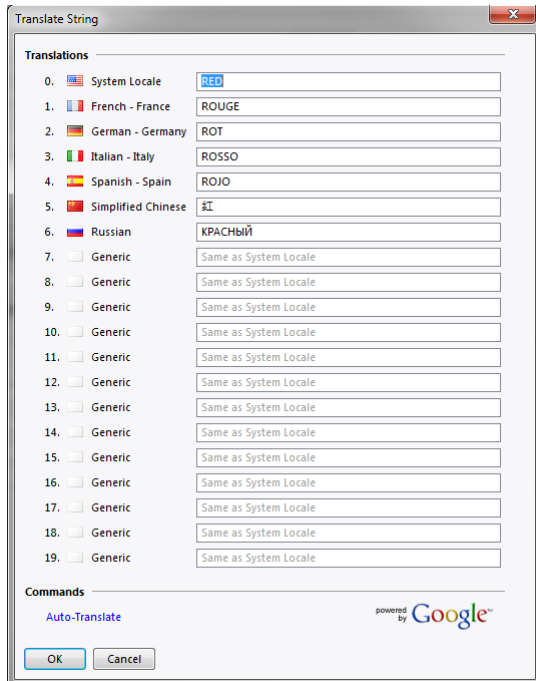 Translate String
Translations
0. System Locale RED
1. French - France ROUGE
2. German - Germany ROT
3. Italian - Italy ROSSO
4. Spanish - Spain ROJO
5. Simplified Chinese 红
6. Russian КРАСНЫЙ
7. Generic Same as System Locale
8. Generic Same as System Locale
9. Generic Same as System Locale
10. Generic Same as System Locale
11. Generic Same as System Locale
12. Generic Same as System Locale
13. Generic Same as System Locale
14. Generic Same as System Locale
15. Generic Same as System Locale
16. Generic Same as System Locale
17. Generic Same as System Locale
18. Generic Same as System Locale
19. Generic Same as System Locale
Commands
Auto-Translate powered by Google™
OK Cancel